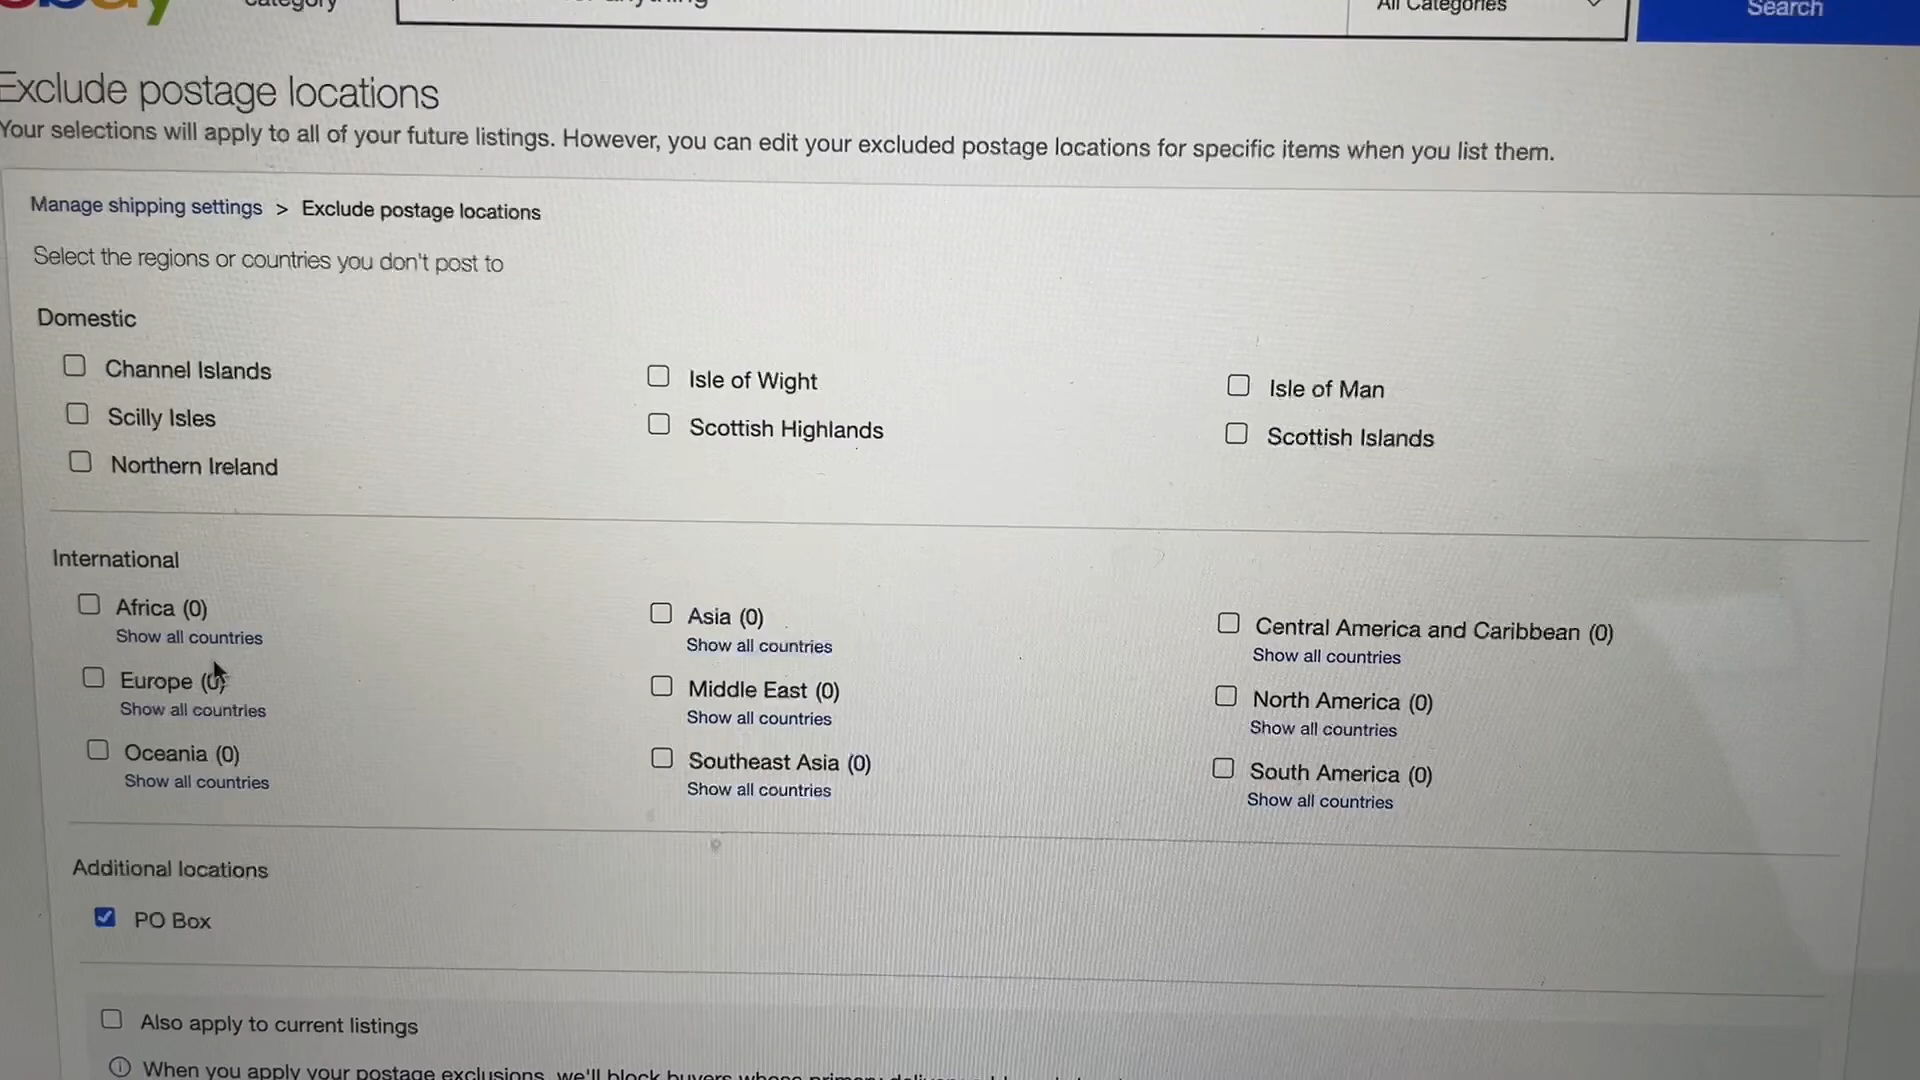 category
All Categories
Search
Exclude postage locations
Your selections will apply to all of your future listings. However, you can edit your excluded postage locations for specific items when you list them.
Manage shipping settings > Exclude postage locations
Select the regions or countries you don't post to
Domestic
Channel Islands
Isle of Wight
Isle of Man
Scilly Isles
Scottish Highlands
Scottish Islands
Northern Ireland
International
Africa (0)
Asia (0)
Central America and Caribbean (0)
Show all countries
Show all countries
Show all countries
Europe (0)
Middle East (0)
North America (0)
Show all countries
Show all countries
Show all countries
Oceania (0)
Southeast Asia (0)
South America (0)
Show all countries
Show all countries
Show all countries
Additional locations
PO Box
Also apply to current listings
When you apply your postage exclusions, we'll block buyers whose primary